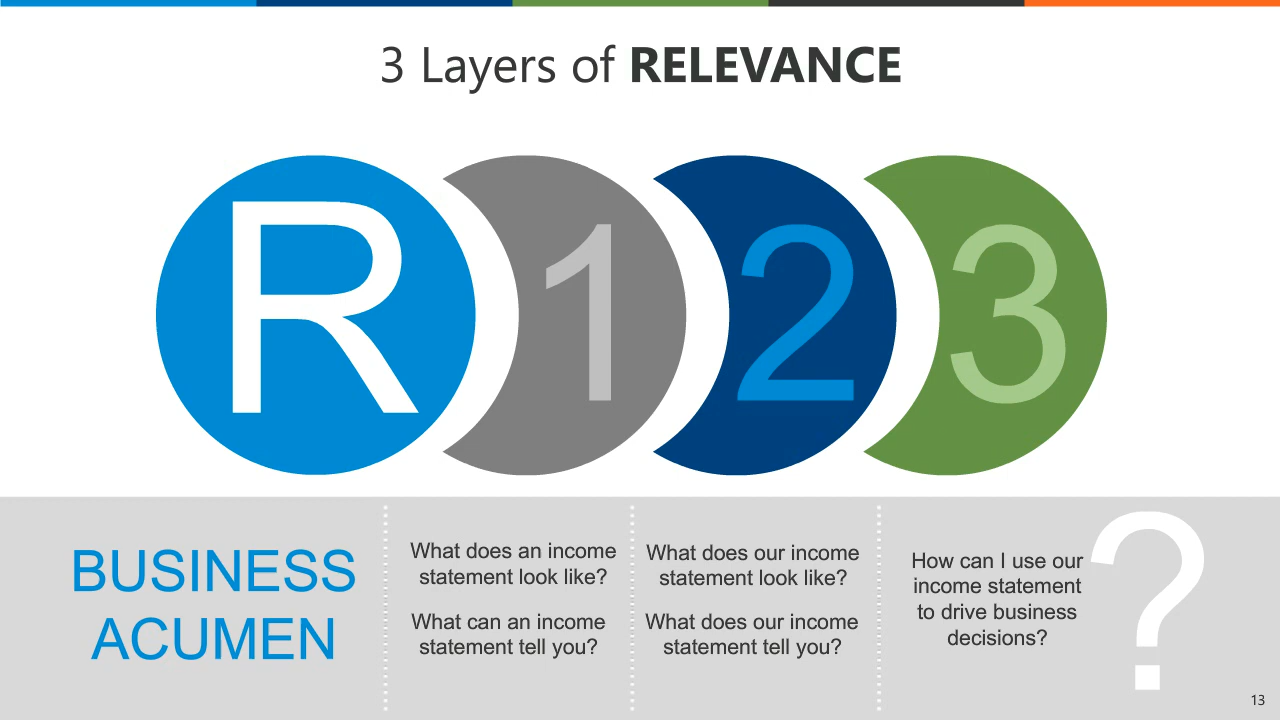 3 Layers of RELEVANCE
R
1
2
3
BUSINESS
ACUMEN
What does an income
statement look like?
What can an income
statement tell you?
What does our income
statement look like?
What does our income
statement tell you?
How can I use our
income statement
to drive business
decisions?
?
13